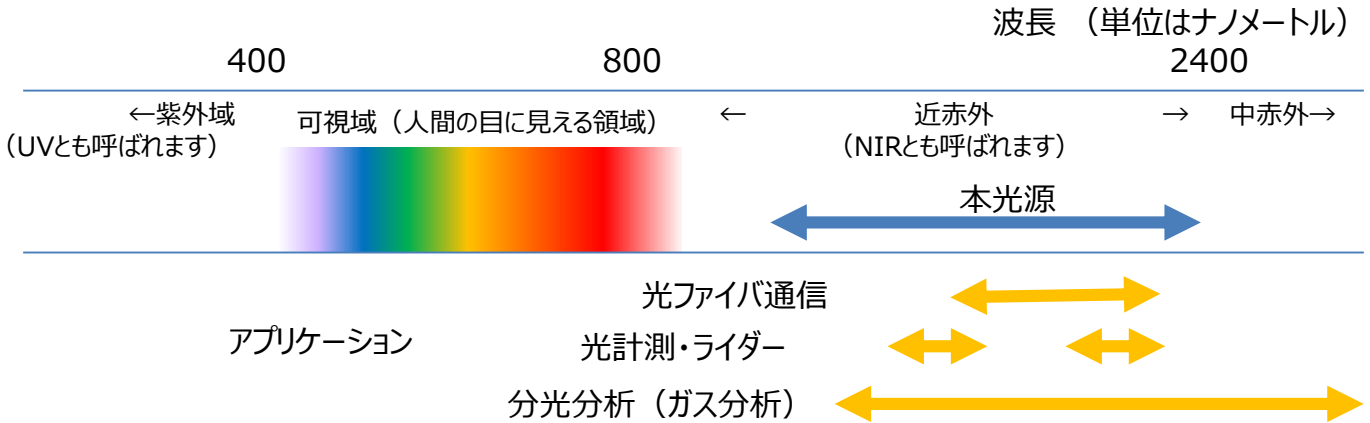 波長　（単位はナノメートル）
400
800
2400
←紫外域
（UVとも呼ばれます）
可視域（人間の目に見える領域）
←
近赤外
（NIRとも呼ばれます）
→
中赤外→
本光源
光ファイバ通信
アプリケーション
光計測・ライダー
分光分析（ガス分析）